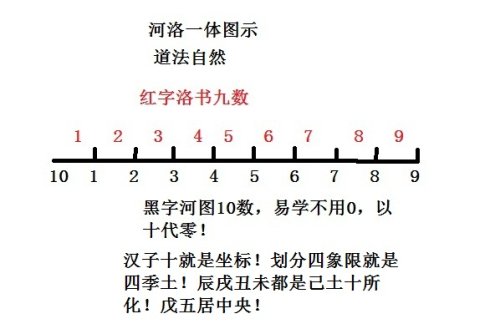 河洛一体图示
道法自然
红字洛书九数
1 2 3 4 5 6 7 8 9
10 1 2 3 4 5 6 7 8 9
黑字河图10数，易学不用0，以
十代零！
汉子十就是坐标！划分四象限就是
四季土！辰戌丑未都是己土十所
化！戊五居中央！